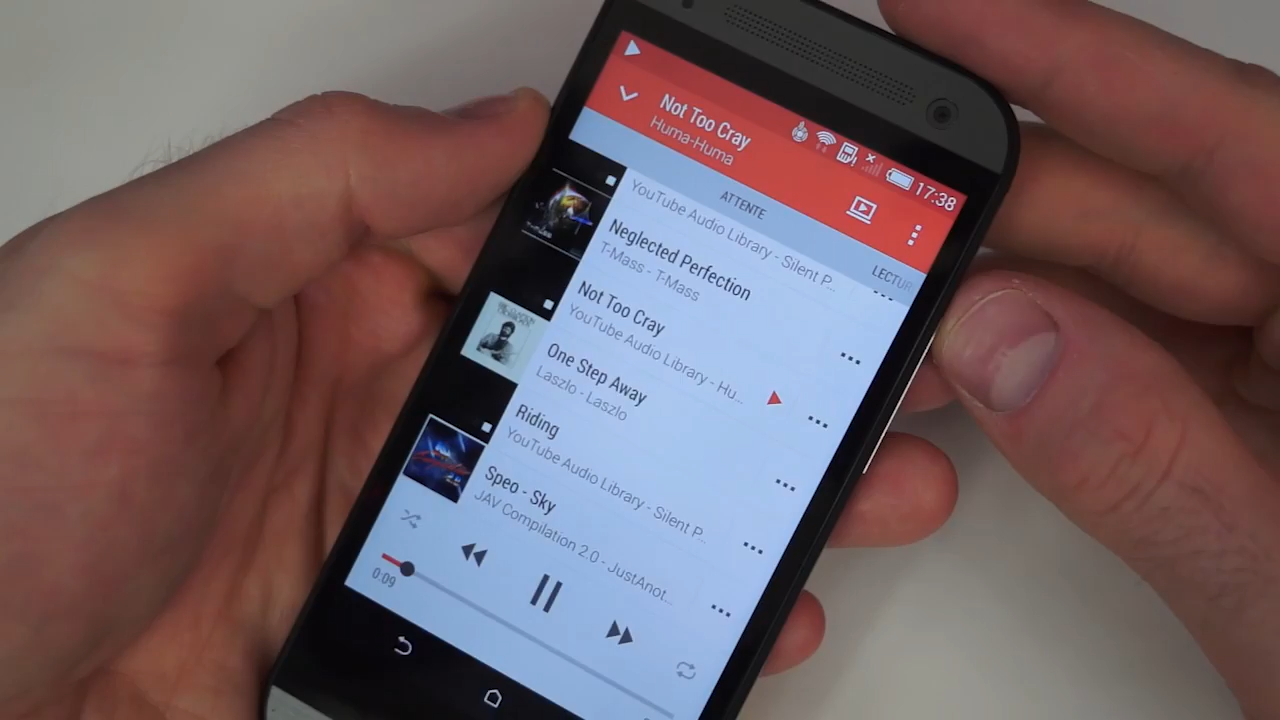 17:38
Not Too Cray
Huma-Huma
ATTENTE
LECTUR
YouTube Audio Library - Silent P...
Neglected Perfection
T-Mass - T-Mass
Not Too Cray
YouTube Audio Library - Hu...
One Step Away
Laszlo - Laszlo
Riding
YouTube Audio Library - Silent P...
Speo - Sky
JAV Compilation 2.0 - JustAnot...
0:09